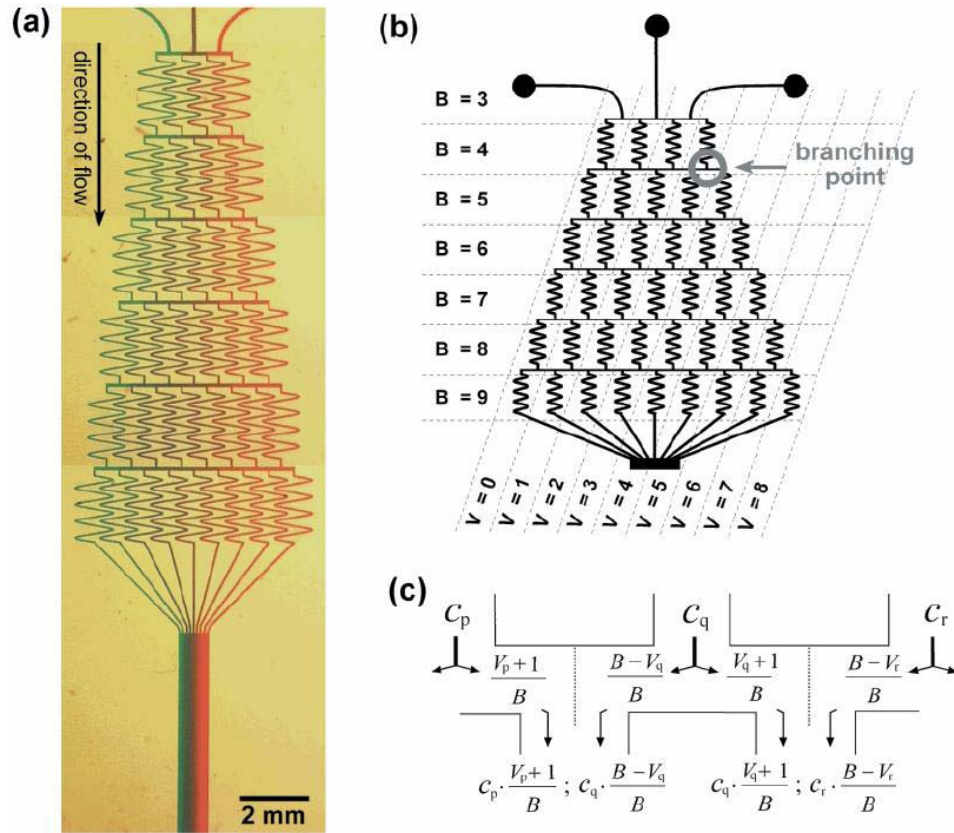 (a)
direction of flow
2 mm
(b)
B = 3
B = 4
B = 5
B = 6
B = 7
B = 8
B = 9
branching
point
V = 0
V = 1
V = 2
V = 3
V = 4
V = 5
V = 6
V = 7
V = 8
(c)
Cp Cq Cr
Vp+1/B B−Vq/B Vq+1/B B−Vr/B
cp·Vp+1/B ; cq·B−Vq/B cq·Vq+1/B ; cr·B−Vr/B